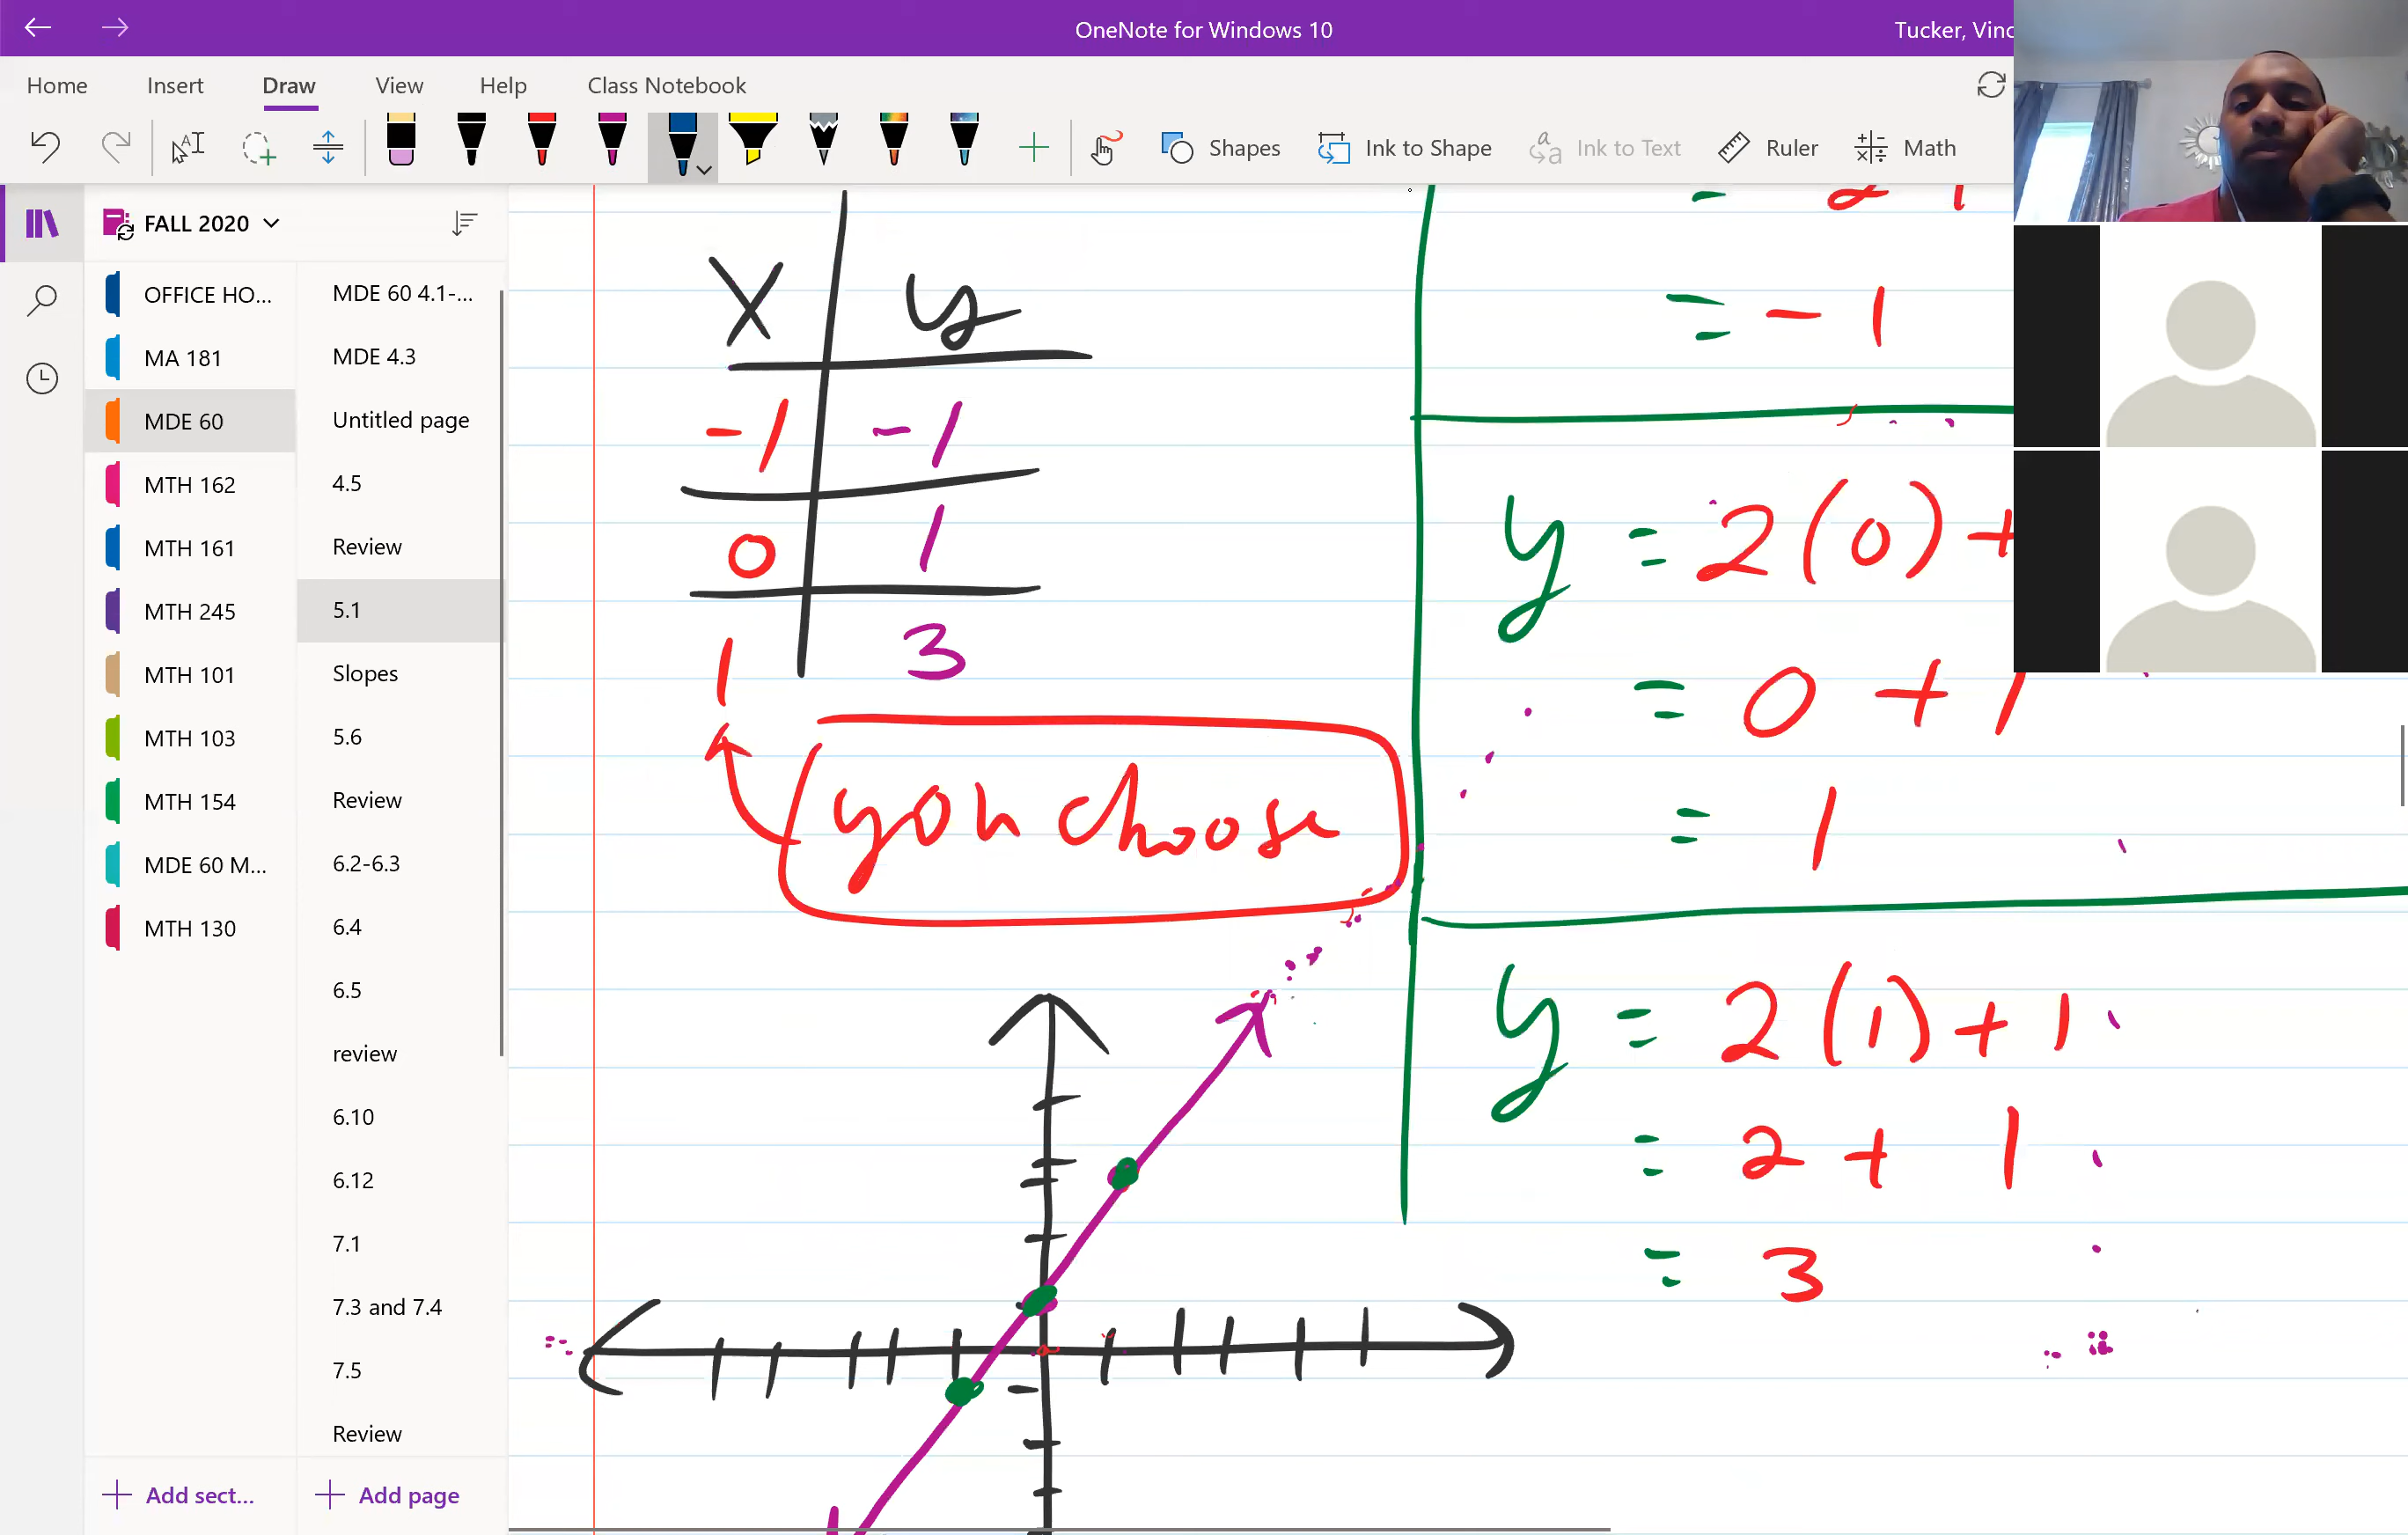 OneNote for Windows 10
Tucker, Vinc
Home Insert Draw View Help Class Notebook
Shapes Ink to Shape Ink to Text Ruler Math
FALL 2020
OFFICE HO...
MA 181
MDE 60
MTH 162
MTH 161
MTH 245
MTH 101
MTH 103
MTH 154
MDE 60 M...
MTH 130
Add sect...
MDE 60 4.1-...
MDE 4.3
Untitled page
4.5
Review
5.1
Slopes
5.6
Review
6.2-6.3
6.4
6.5
review
6.10
6.12
7.1
7.3 and 7.4
7.5
Review
Add page
X y
-1 -1
0 1
1 3
you choose
= -1
y = 2(0)+
= 0 + 1
= 1
y = 2(1)+1
= 2 + 1
= 3